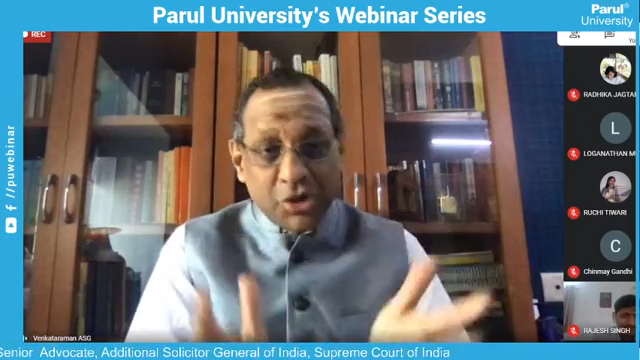 Parul University's Webinar Series
Parul®
University
REC
Yo
RADHIKA JAGTAP
L
LOGANATHAN M
RUCHI TIWARI
C
Chinmay Gandhi
RAJESH SINGH
f //puwebinar
Venkataraman ASG
Senior Advocate, Additional Solicitor General of India, Supreme Court of India